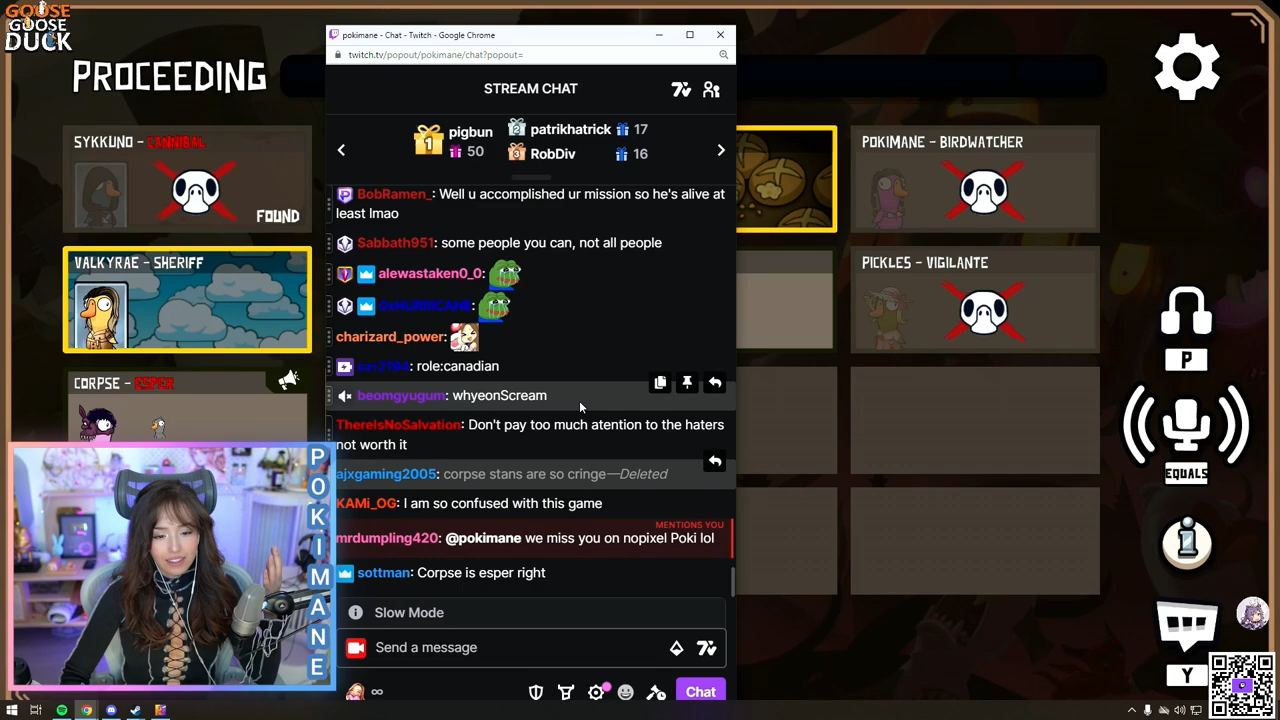 GOOSE
GOOSE
DUCK
PROCEEDING
pokimane - Chat - Twitch - Google Chrome
twitch.tv/popout/pokimane/chat?popout=
STREAM CHAT
1 pigbun 50
2 patrikhatrick 17
3 RobDiv 16
SYKKUNO - CANNIBAL
FOUND
VALKYRAE - SHERIFF
CORPSE - ESPER
POKIMANE - BIRDWATCHER
PICKLES - VIGILANTE
BobRamen_: Well u accomplished ur mission so he's alive at
least lmao
Sabbath951: some people you can, not all people
alewastaken0_0:
0xHURRICANE:
charizard_power:
role:canadian
beomgyugum: whyeonScream
ThereIsNoSalvation: Don't pay too much atention to the haters
not worth it
ajxgaming2005: corpse stans are so cringe—Deleted
KAMi_OG: I am so confused with this game
MENTIONS YOU
mrdumpling420: @pokimane we miss you on nopixel Poki lol
sottman: Corpse is esper right
Slow Mode
Send a message
∞
Chat
P
O
K
I
M
A
N
E
P
EQUALS
Y